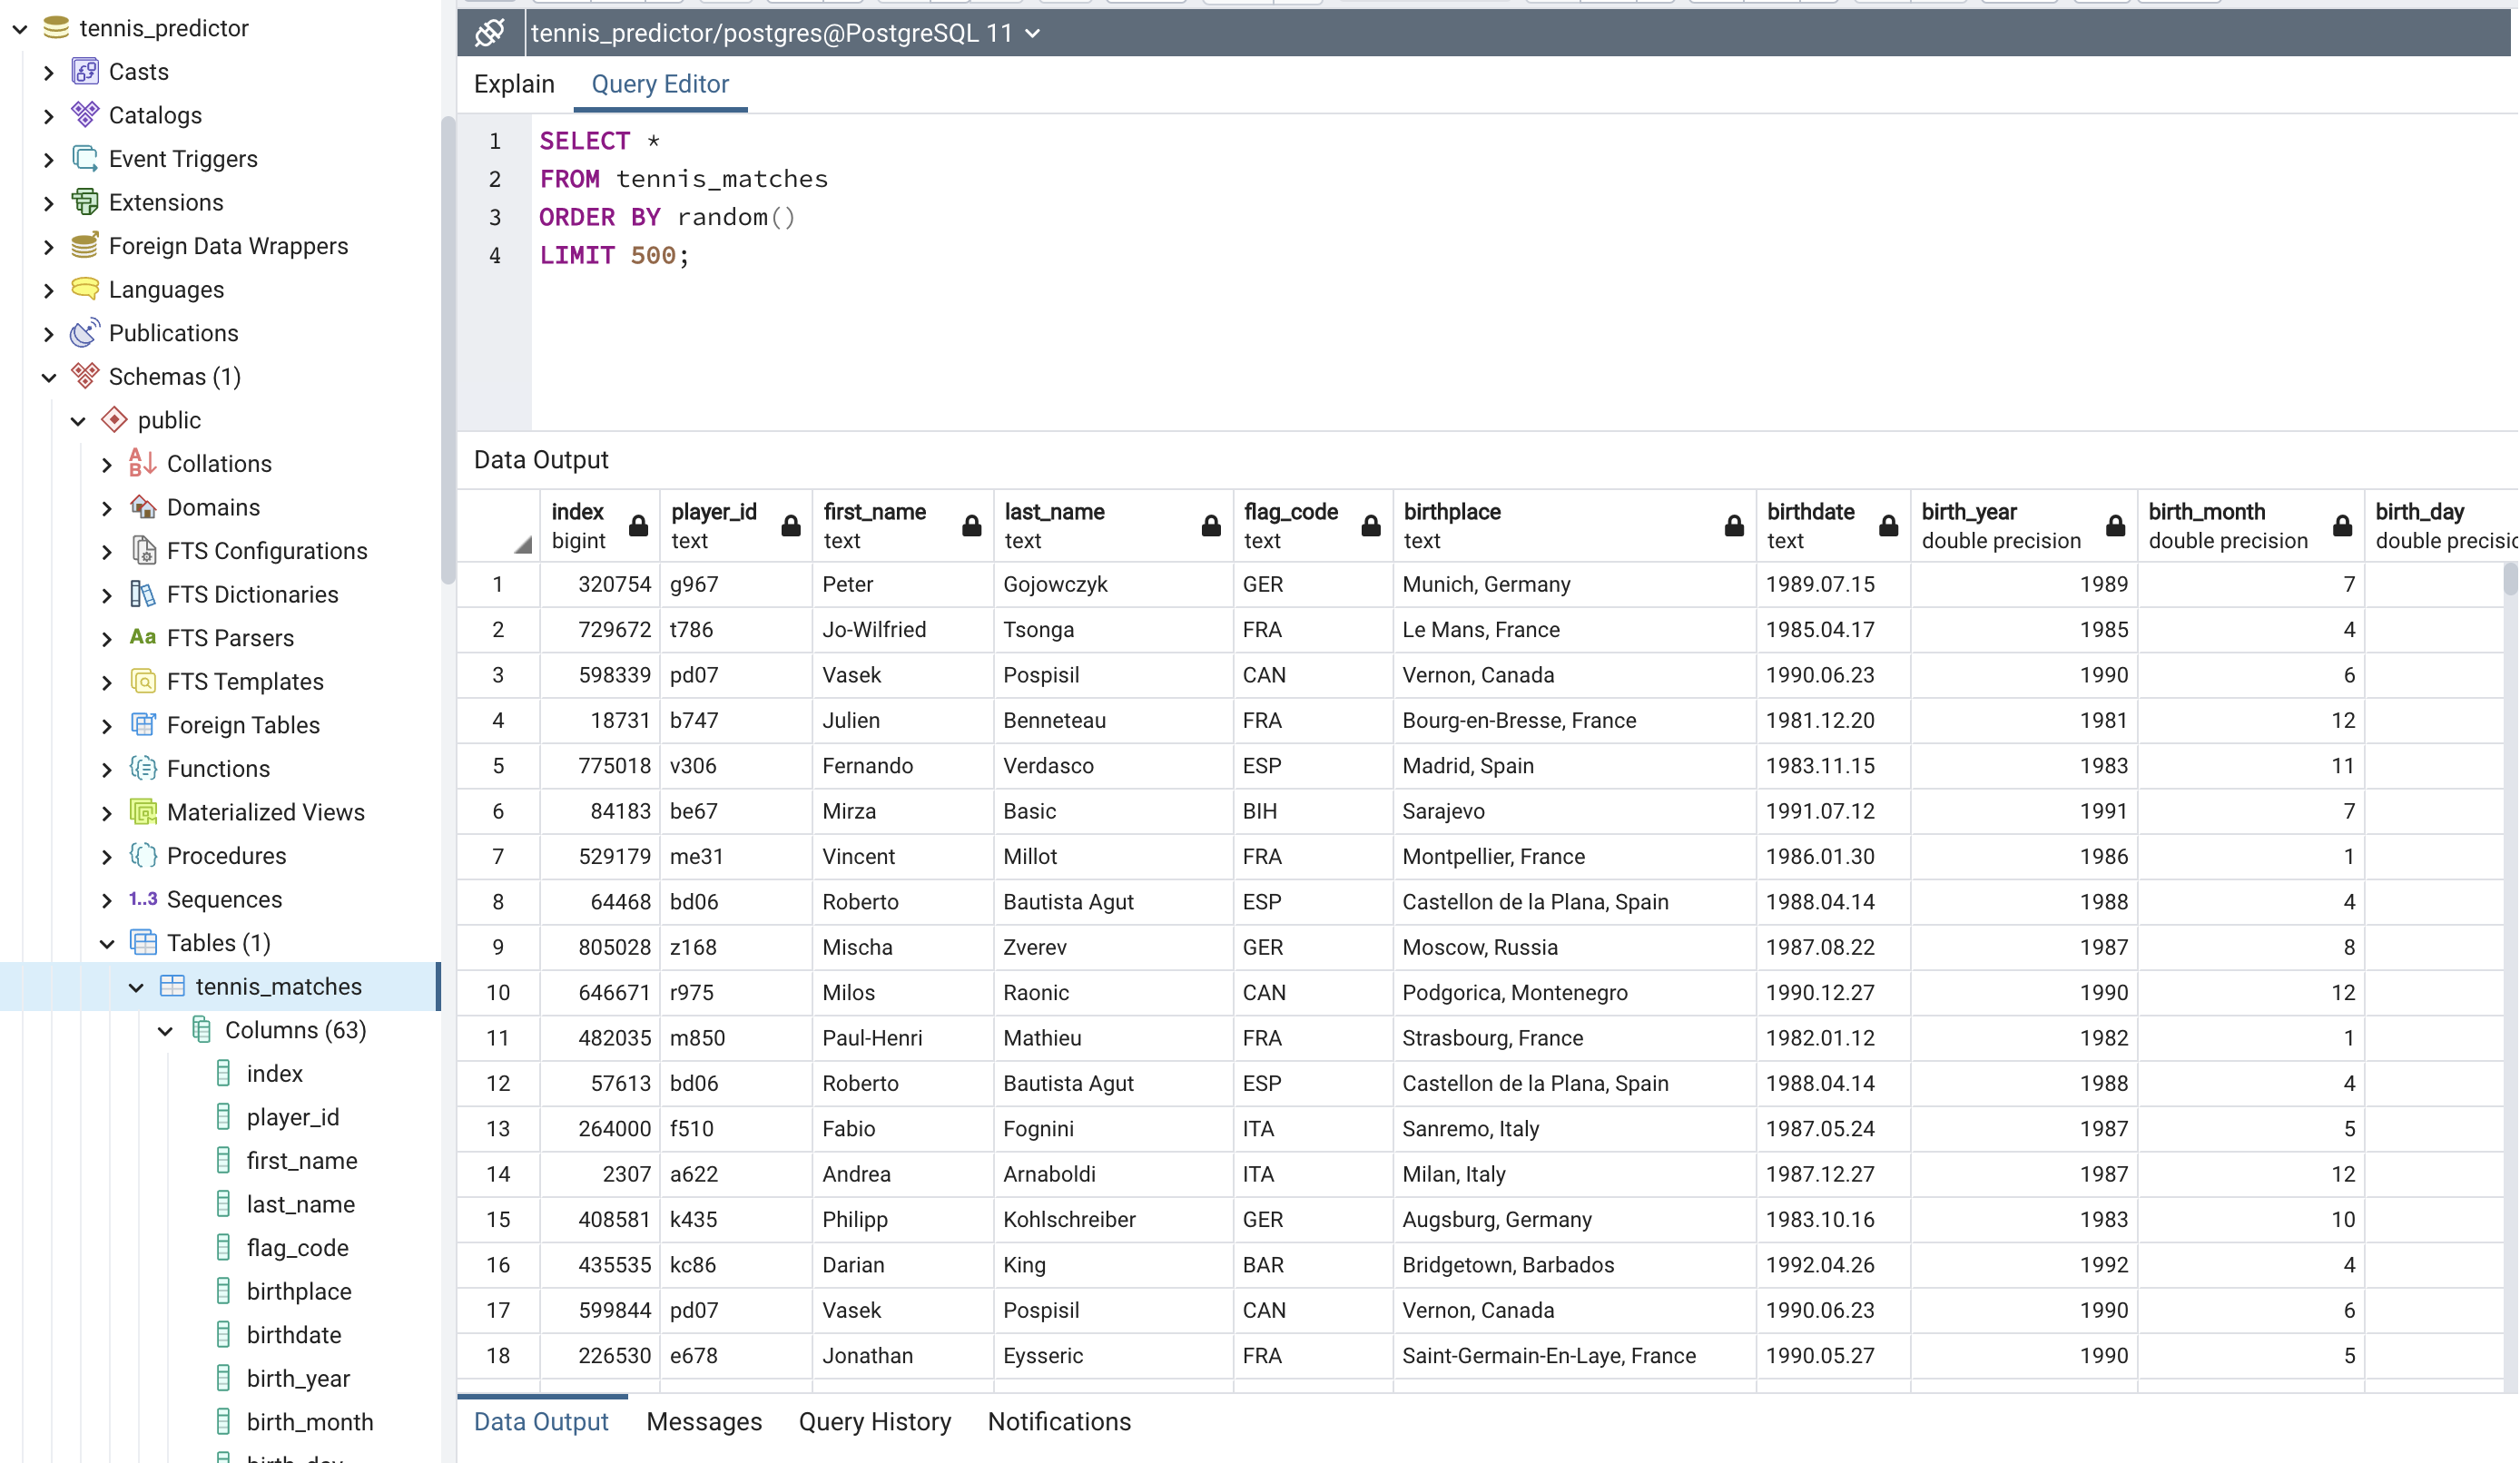 tennis_predictor
Casts
Catalogs
Event Triggers
Extensions
Foreign Data Wrappers
Languages
Publications
Schemas (1)
public
Collations
Domains
FTS Configurations
FTS Dictionaries
FTS Parsers
FTS Templates
Foreign Tables
Functions
Materialized Views
Procedures
1..3 Sequences
Tables (1)
tennis_matches
Columns (63)
index
player_id
first_name
last_name
flag_code
birthplace
birthdate
birth_year
birth_month
birth_day
tennis_predictor/postgres@PostgreSQL 11
Explain Query Editor
1 SELECT *
2 FROM tennis_matches
3 ORDER BY random()
4 LIMIT 500;
Data Output
index player_id first_name last_name flag_code birthplace birthdate birth_year birth_month birth_day
bigint text text text text text text double precision double precision double precisio
1 320754 g967 Peter Gojowczyk GER Munich, Germany 1989.07.15 1989 7
2 729672 t786 Jo-Wilfried Tsonga FRA Le Mans, France 1985.04.17 1985 4
3 598339 pd07 Vasek Pospisil CAN Vernon, Canada 1990.06.23 1990 6
4 18731 b747 Julien Benneteau FRA Bourg-en-Bresse, France 1981.12.20 1981 12
5 775018 v306 Fernando Verdasco ESP Madrid, Spain 1983.11.15 1983 11
6 84183 be67 Mirza Basic BIH Sarajevo 1991.07.12 1991 7
7 529179 me31 Vincent Millot FRA Montpellier, France 1986.01.30 1986 1
8 64468 bd06 Roberto Bautista Agut ESP Castellon de la Plana, Spain 1988.04.14 1988 4
9 805028 z168 Mischa Zverev GER Moscow, Russia 1987.08.22 1987 8
10 646671 r975 Milos Raonic CAN Podgorica, Montenegro 1990.12.27 1990 12
11 482035 m850 Paul-Henri Mathieu FRA Strasbourg, France 1982.01.12 1982 1
12 57613 bd06 Roberto Bautista Agut ESP Castellon de la Plana, Spain 1988.04.14 1988 4
13 264000 f510 Fabio Fognini ITA Sanremo, Italy 1987.05.24 1987 5
14 2307 a622 Andrea Arnaboldi ITA Milan, Italy 1987.12.27 1987 12
15 408581 k435 Philipp Kohlschreiber GER Augsburg, Germany 1983.10.16 1983 10
16 435535 kc86 Darian King BAR Bridgetown, Barbados 1992.04.26 1992 4
17 599844 pd07 Vasek Pospisil CAN Vernon, Canada 1990.06.23 1990 6
18 226530 e678 Jonathan Eysseric FRA Saint-Germain-En-Laye, France 1990.05.27 1990 5
Data Output Messages Query History Notifications